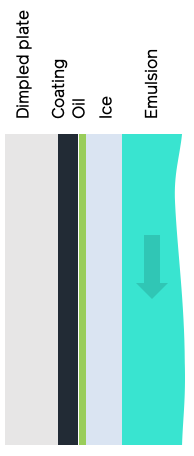 Dimpled plate
Coating
Oil
Ice
Emulsion